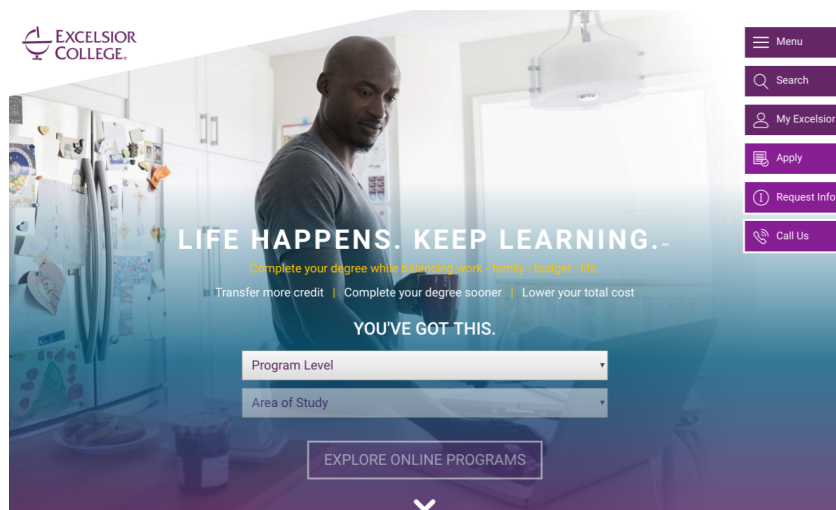 EXCELSIOR
COLLEGE®
Menu
Search
My Excelsior
Apply
Request Info
Call Us
LIFE HAPPENS. KEEP LEARNING.℠
Complete your degree while balancing work - family - budget - life.
Transfer more credit | Complete your degree sooner | Lower your total cost
YOU'VE GOT THIS.
Program Level
Area of Study
EXPLORE ONLINE PROGRAMS